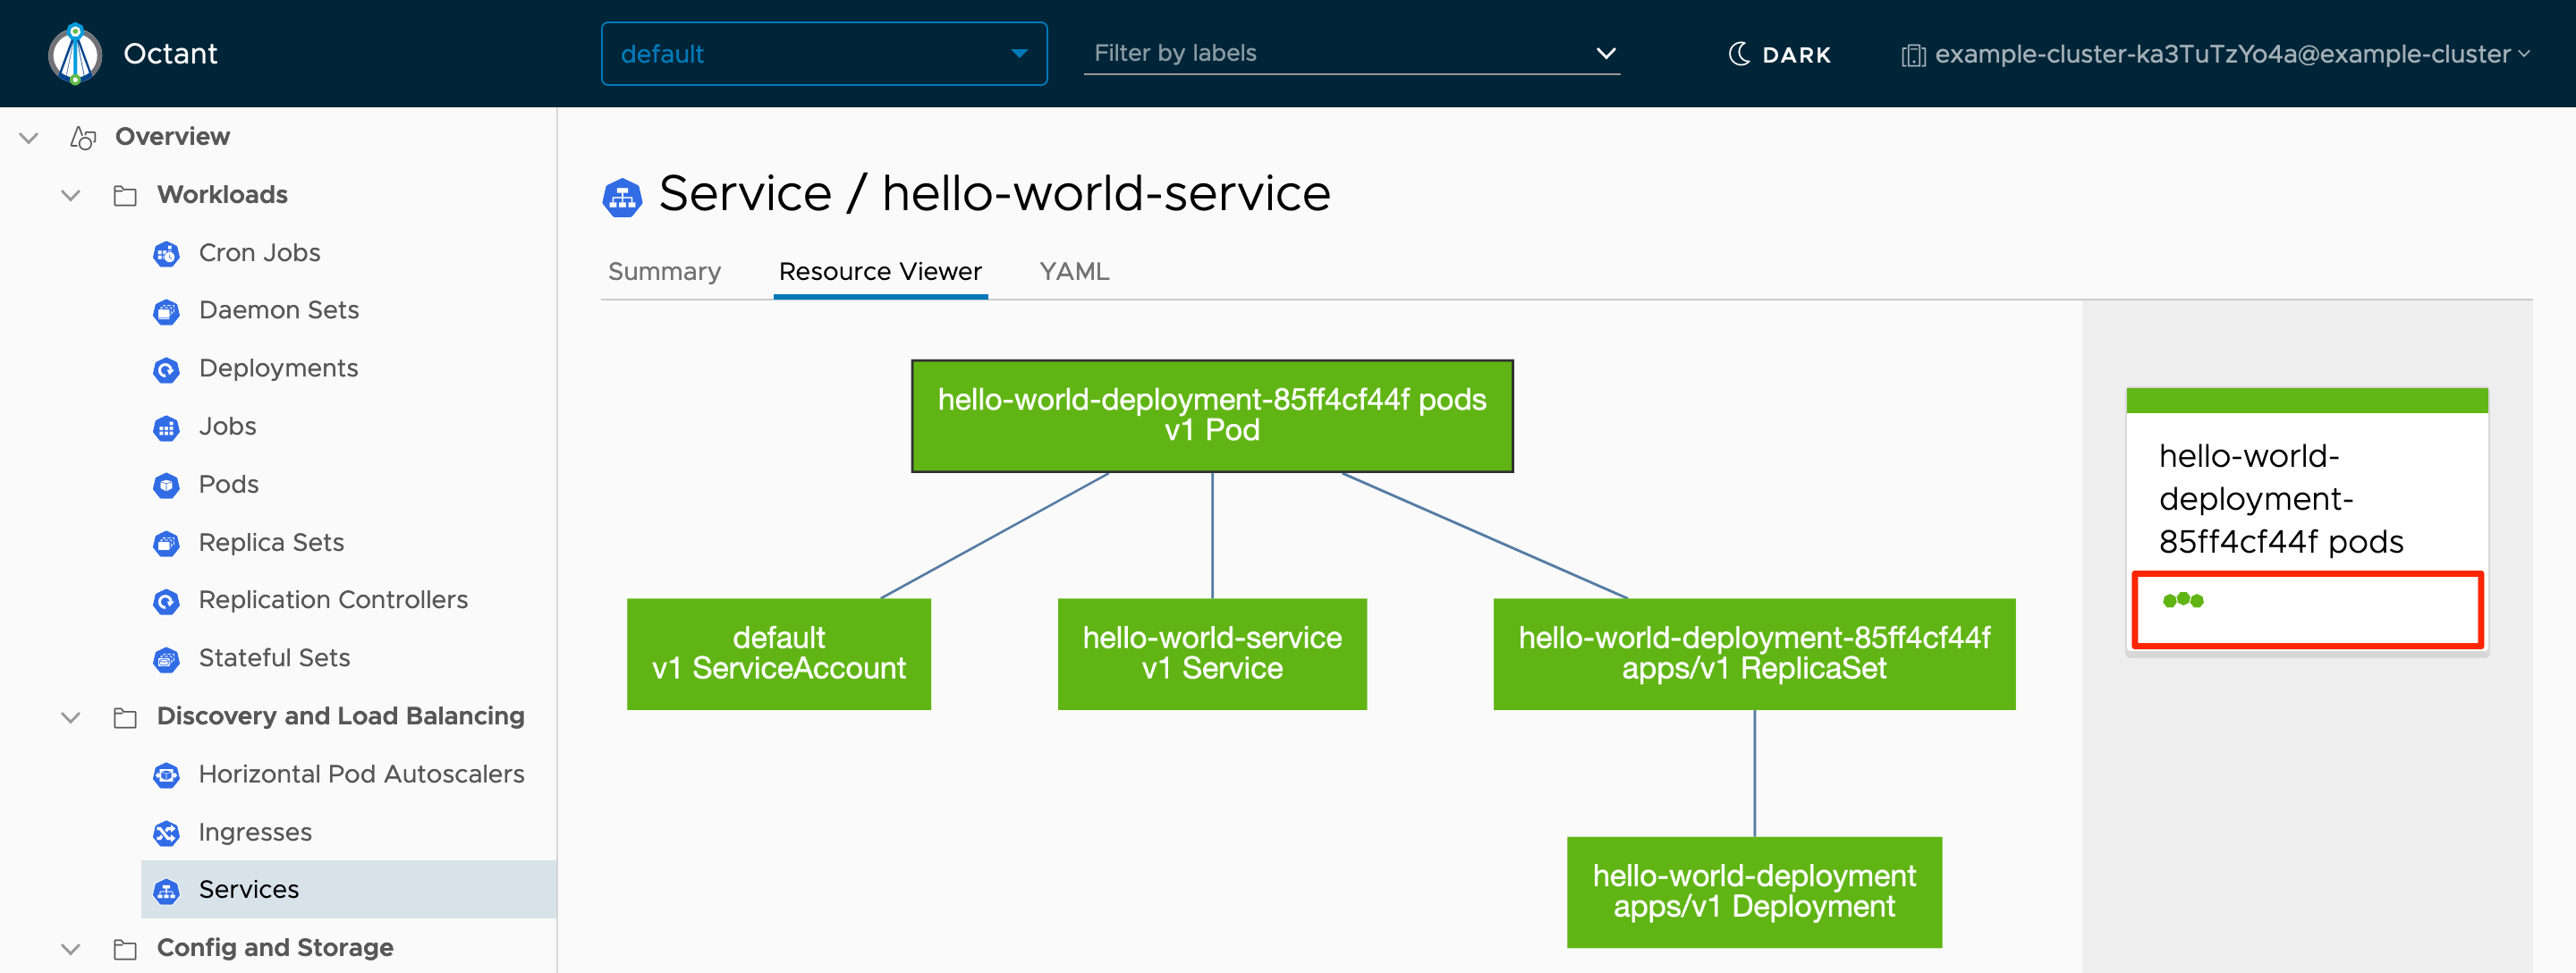 Octant
default
Filter by labels
DARK
example-cluster-ka3TuTzYo4a@example-cluster
Overview
Workloads
Cron Jobs
Daemon Sets
Deployments
Jobs
Pods
Replica Sets
Replication Controllers
Stateful Sets
Discovery and Load Balancing
Horizontal Pod Autoscalers
Ingresses
Services
Config and Storage
Service / hello-world-service
Summary
Resource Viewer
YAML
hello-world-deployment-85ff4cf44f pods
v1 Pod
default
v1 ServiceAccount
hello-world-service
v1 Service
hello-world-deployment-85ff4cf44f
apps/v1 ReplicaSet
hello-world-deployment
apps/v1 Deployment
hello-world-
deployment-
85ff4cf44f pods